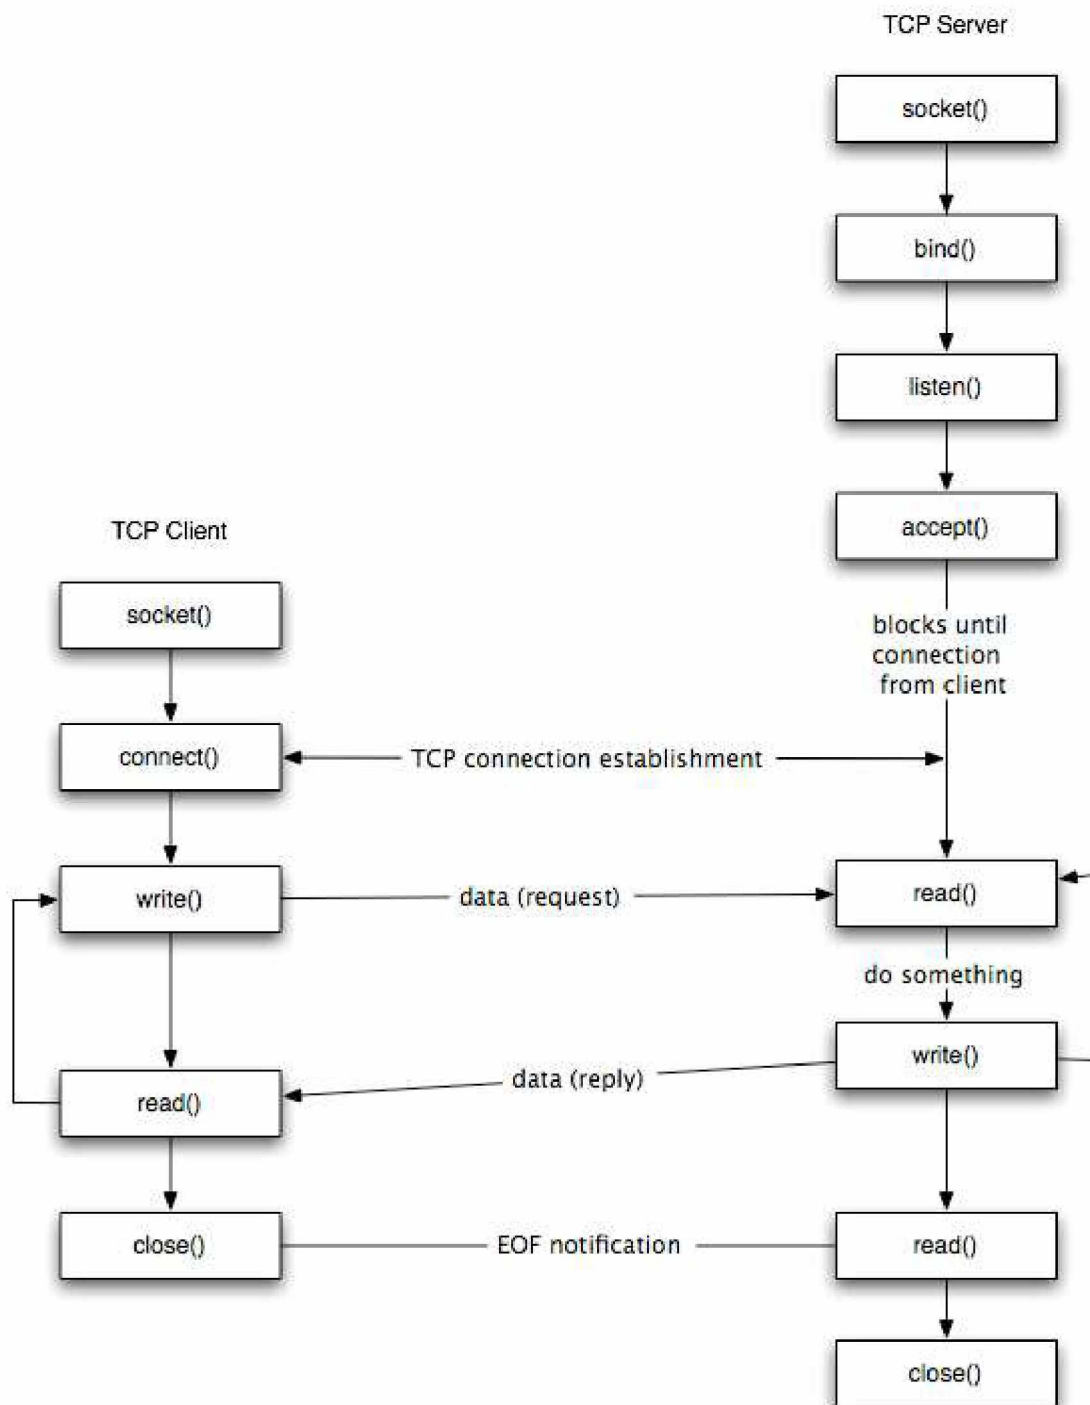 TCP Server
socket()
bind()
listen()
accept()
blocks until
connection
from client
TCP Client
socket()
connect()
TCP connection establishment
write()
data (request)
read()
do something
write()
data (reply)
read()
close()
EOF notification
read()
close()